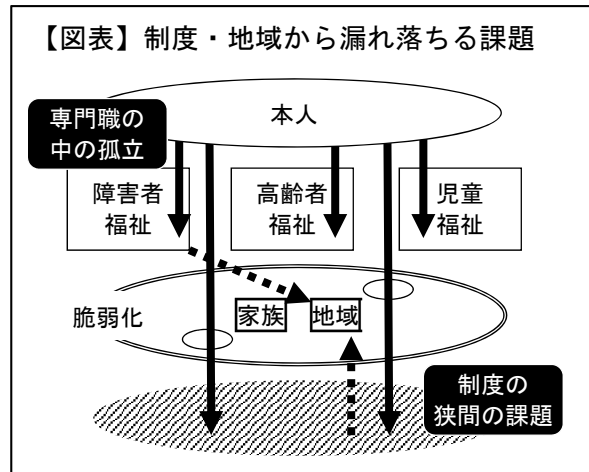 【図表】制度・地域から漏れ落ちる課題
本人
専門職の
中の孤立
障害者
福祉
高齢者
福祉
児童
福祉
脆弱化
家族
地域
制度の
狭間の課題